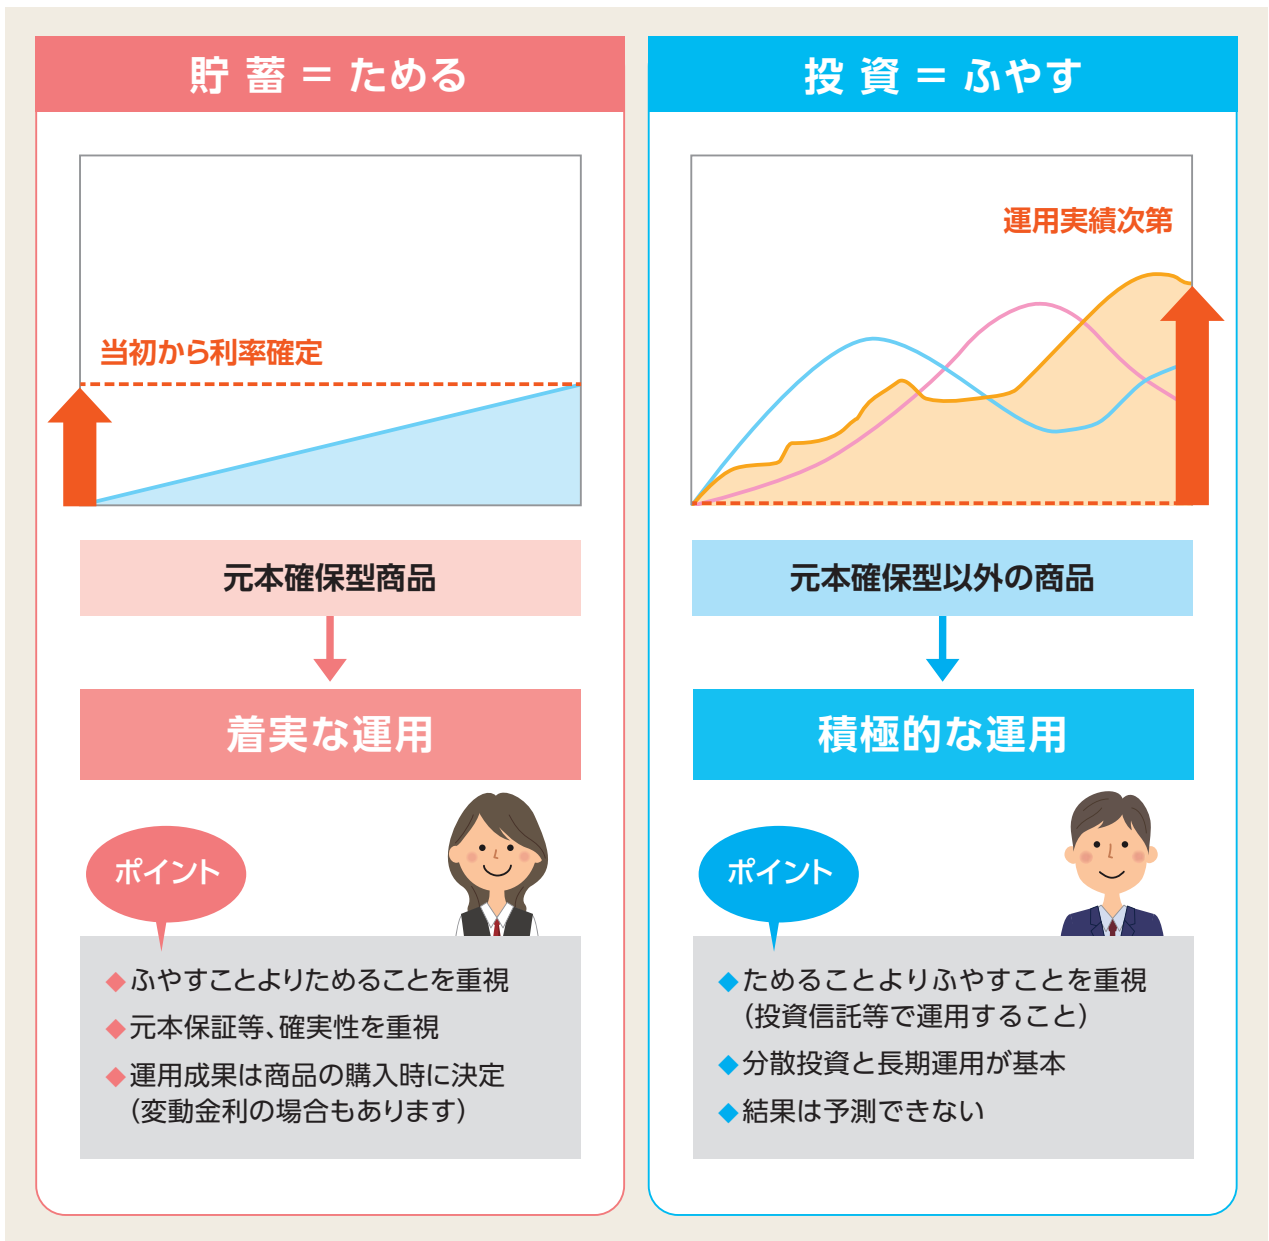 貯 蓄 = ためる
当初から利率確定
元本確保型商品
着実な運用
ポイント
◆ふやすことよりためることを重視
◆元本保証等、確実性を重視
◆運用成果は商品の購入時に決定
（変動金利の場合もあります）
投 資 = ふやす
運用実績次第
元本確保型以外の商品
積極的な運用
ポイント
◆ためることよりふやすことを重視
（投資信託等で運用すること）
◆分散投資と長期運用が基本
◆結果は予測できない